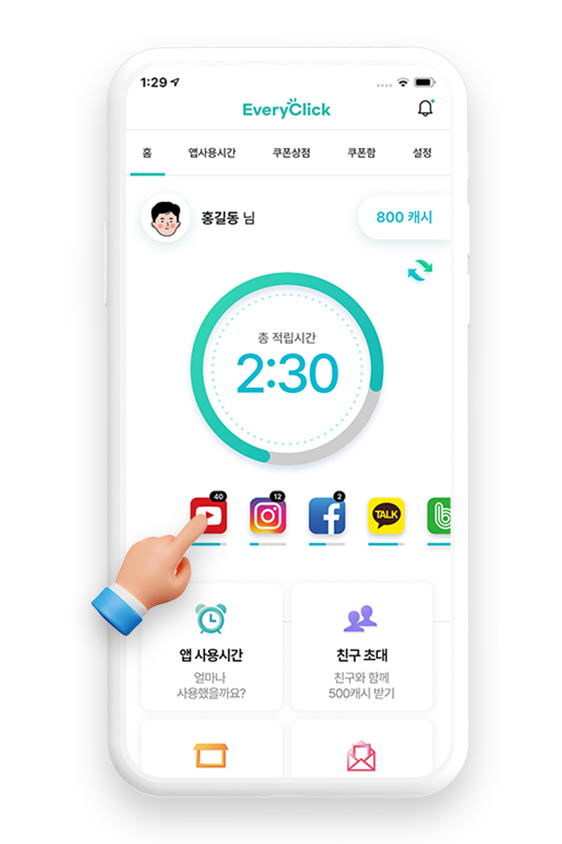 1:29
EveryClick
홈 앱사용시간 쿠폰상점 쿠폰함 설정
홍길동 님
800 캐시
총 적립시간
2:30
40 12 2
TALK
앱 사용시간 친구 초대
얼마나 친구와 함께
사용했을까요? 500캐시 받기